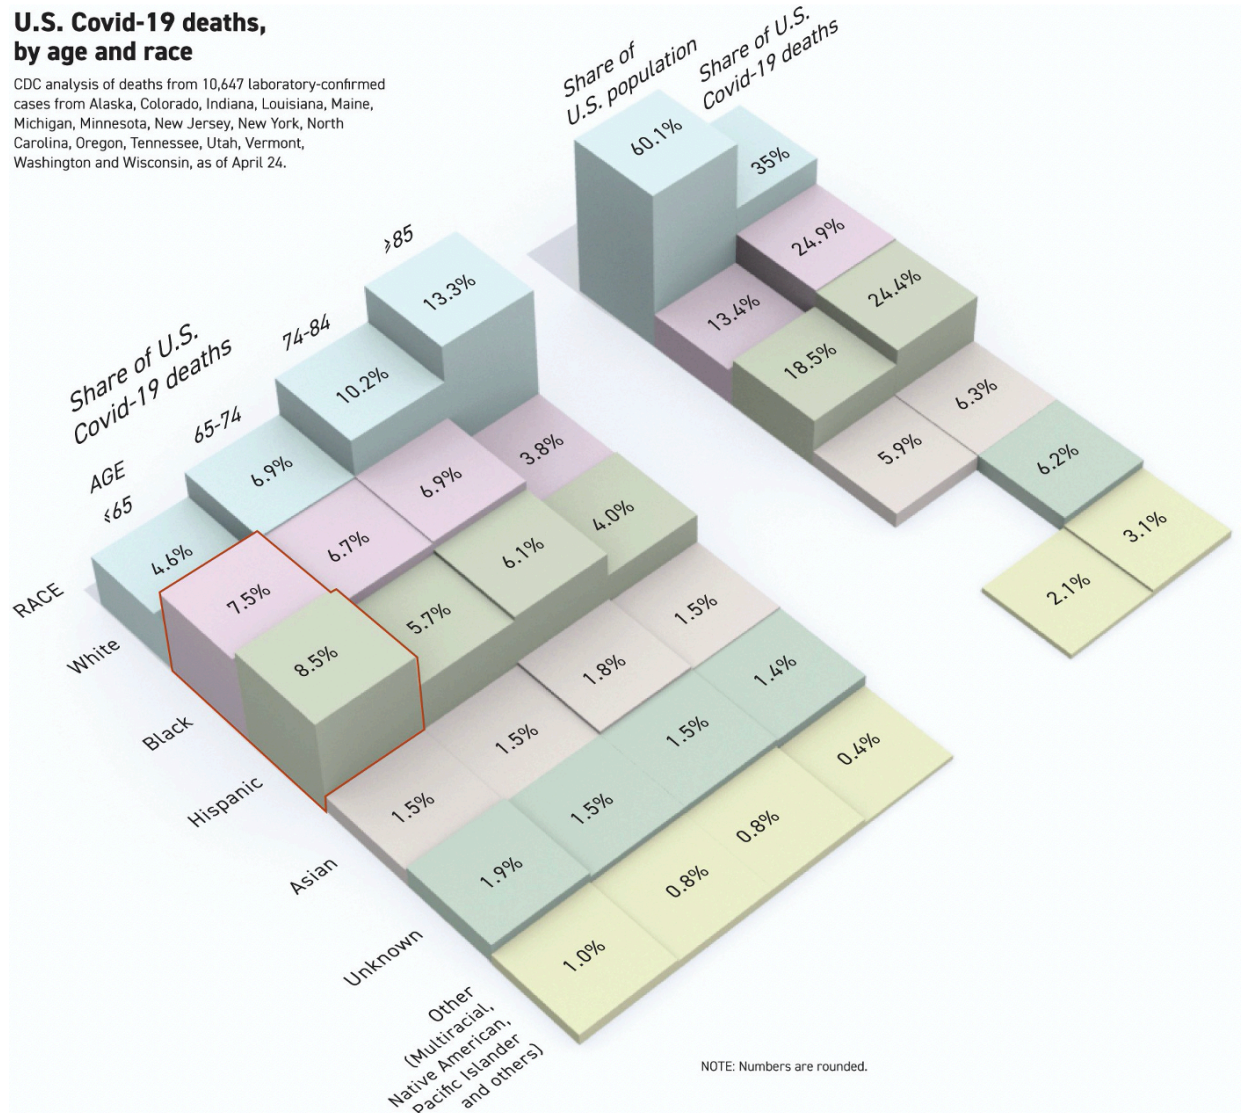 U.S. Covid-19 deaths,
by age and race
CDC analysis of deaths from 10,647 laboratory-confirmed
cases from Alaska, Colorado, Indiana, Louisiana, Maine,
Michigan, Minnesota, New Jersey, New York, North
Carolina, Oregon, Tennessee, Utah, Vermont,
Washington and Wisconsin, as of April 24.
Share of
U.S. population
Share of U.S.
Covid-19 deaths
60.1%
35%
13.4%
24.9%
18.5%
24.4%
5.9%
6.3%
6.2%
2.1%
3.1%
Share of U.S.
Covid-19 deaths
AGE
≤65
65-74
74-84
≥85
RACE
White
4.6%
6.9%
10.2%
13.3%
Black
7.5%
6.7%
6.9%
3.8%
Hispanic
8.5%
5.7%
6.1%
4.0%
Asian
1.5%
1.5%
1.8%
1.5%
Unknown
1.9%
1.5%
1.5%
1.4%
Other
(Multiracial,
Native American,
Pacific Islander
and others)
1.0%
0.8%
0.8%
0.4%
NOTE: Numbers are rounded.